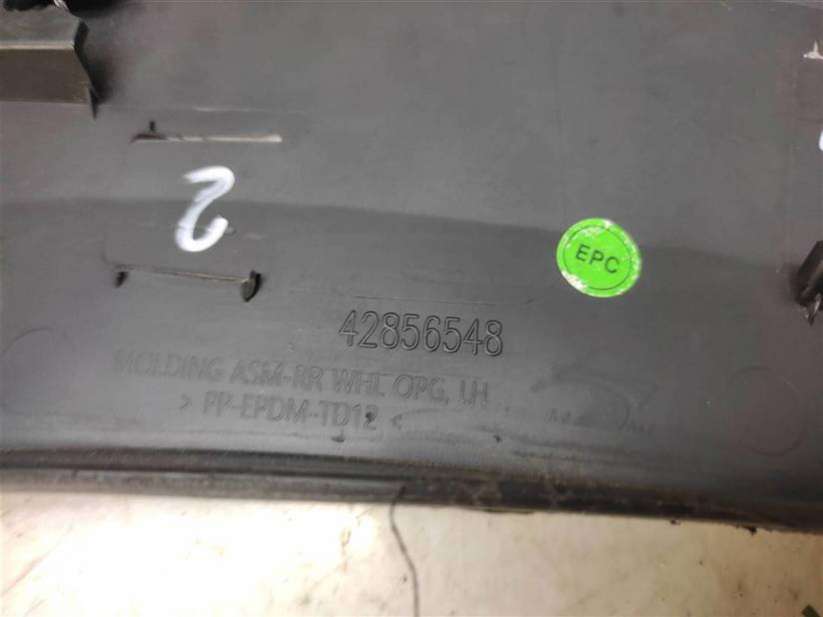 2
EPC
42856548
MOLDING ASM-RR WHL OPG, LH
> PP-EPDM-TD12 <